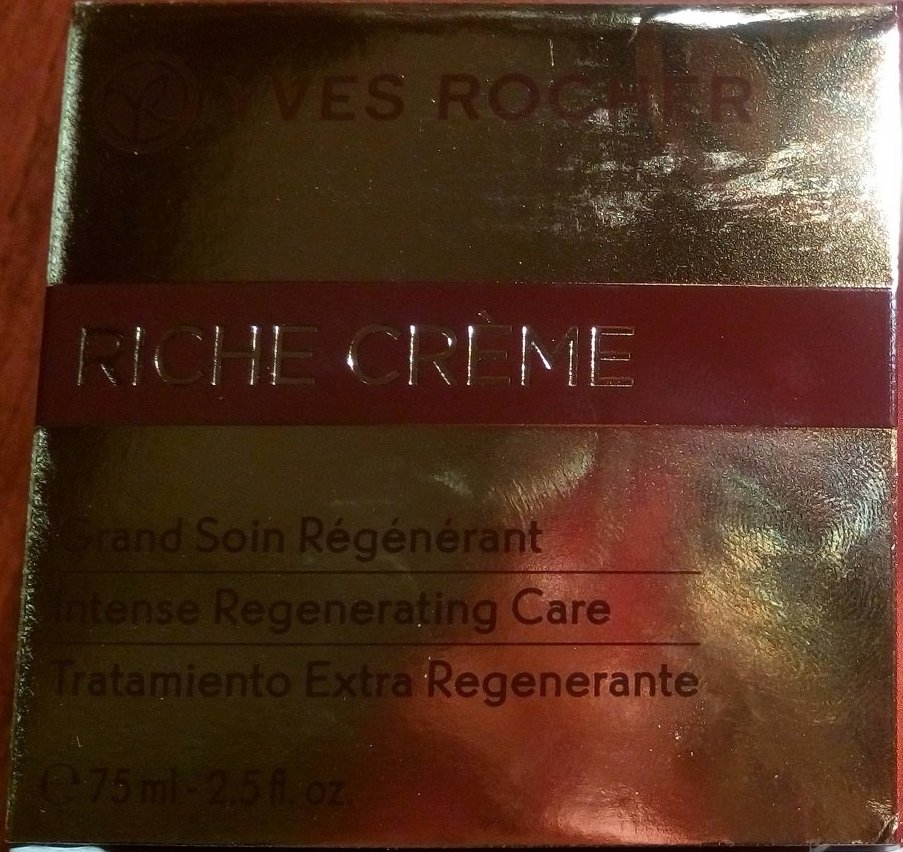 YVES ROCHER
RICHE CRÈME
Grand Soin Régénérant
Intense Regenerating Care
Tratamiento Extra Regenerante
℮ 75 ml - 2.5 fl. oz.